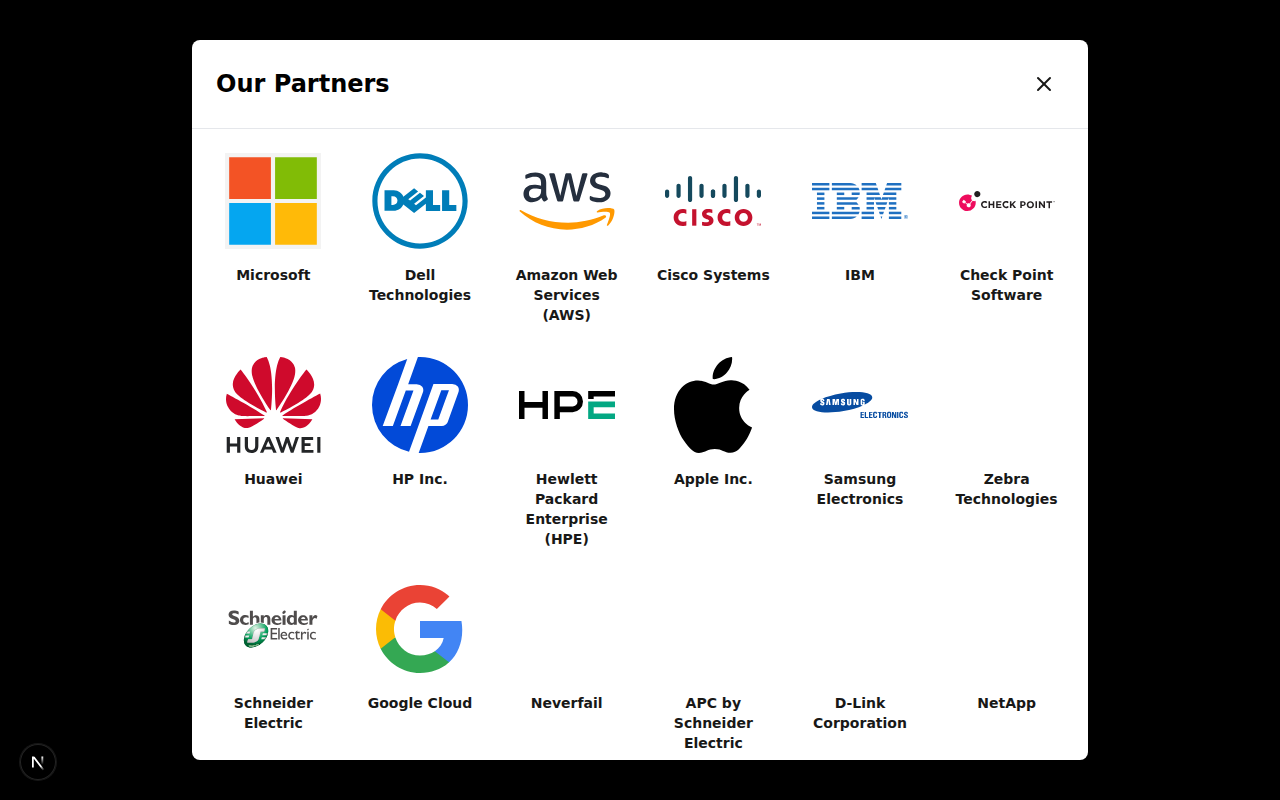 Our Partners
DELL
aws
CISCO
IBM
CHECK POINT
Microsoft
Dell
Technologies
Amazon Web
Services
(AWS)
Cisco Systems
IBM
Check Point
Software
HUAWEI
hp
HPE
SAMSUNG
ELECTRONICS
Huawei
HP Inc.
Hewlett
Packard
Enterprise
(HPE)
Apple Inc.
Samsung
Electronics
Zebra
Technologies
Schneider
Electric
G
Schneider
Electric
Google Cloud
Neverfail
APC by
Schneider
Electric
D-Link
Corporation
NetApp
N